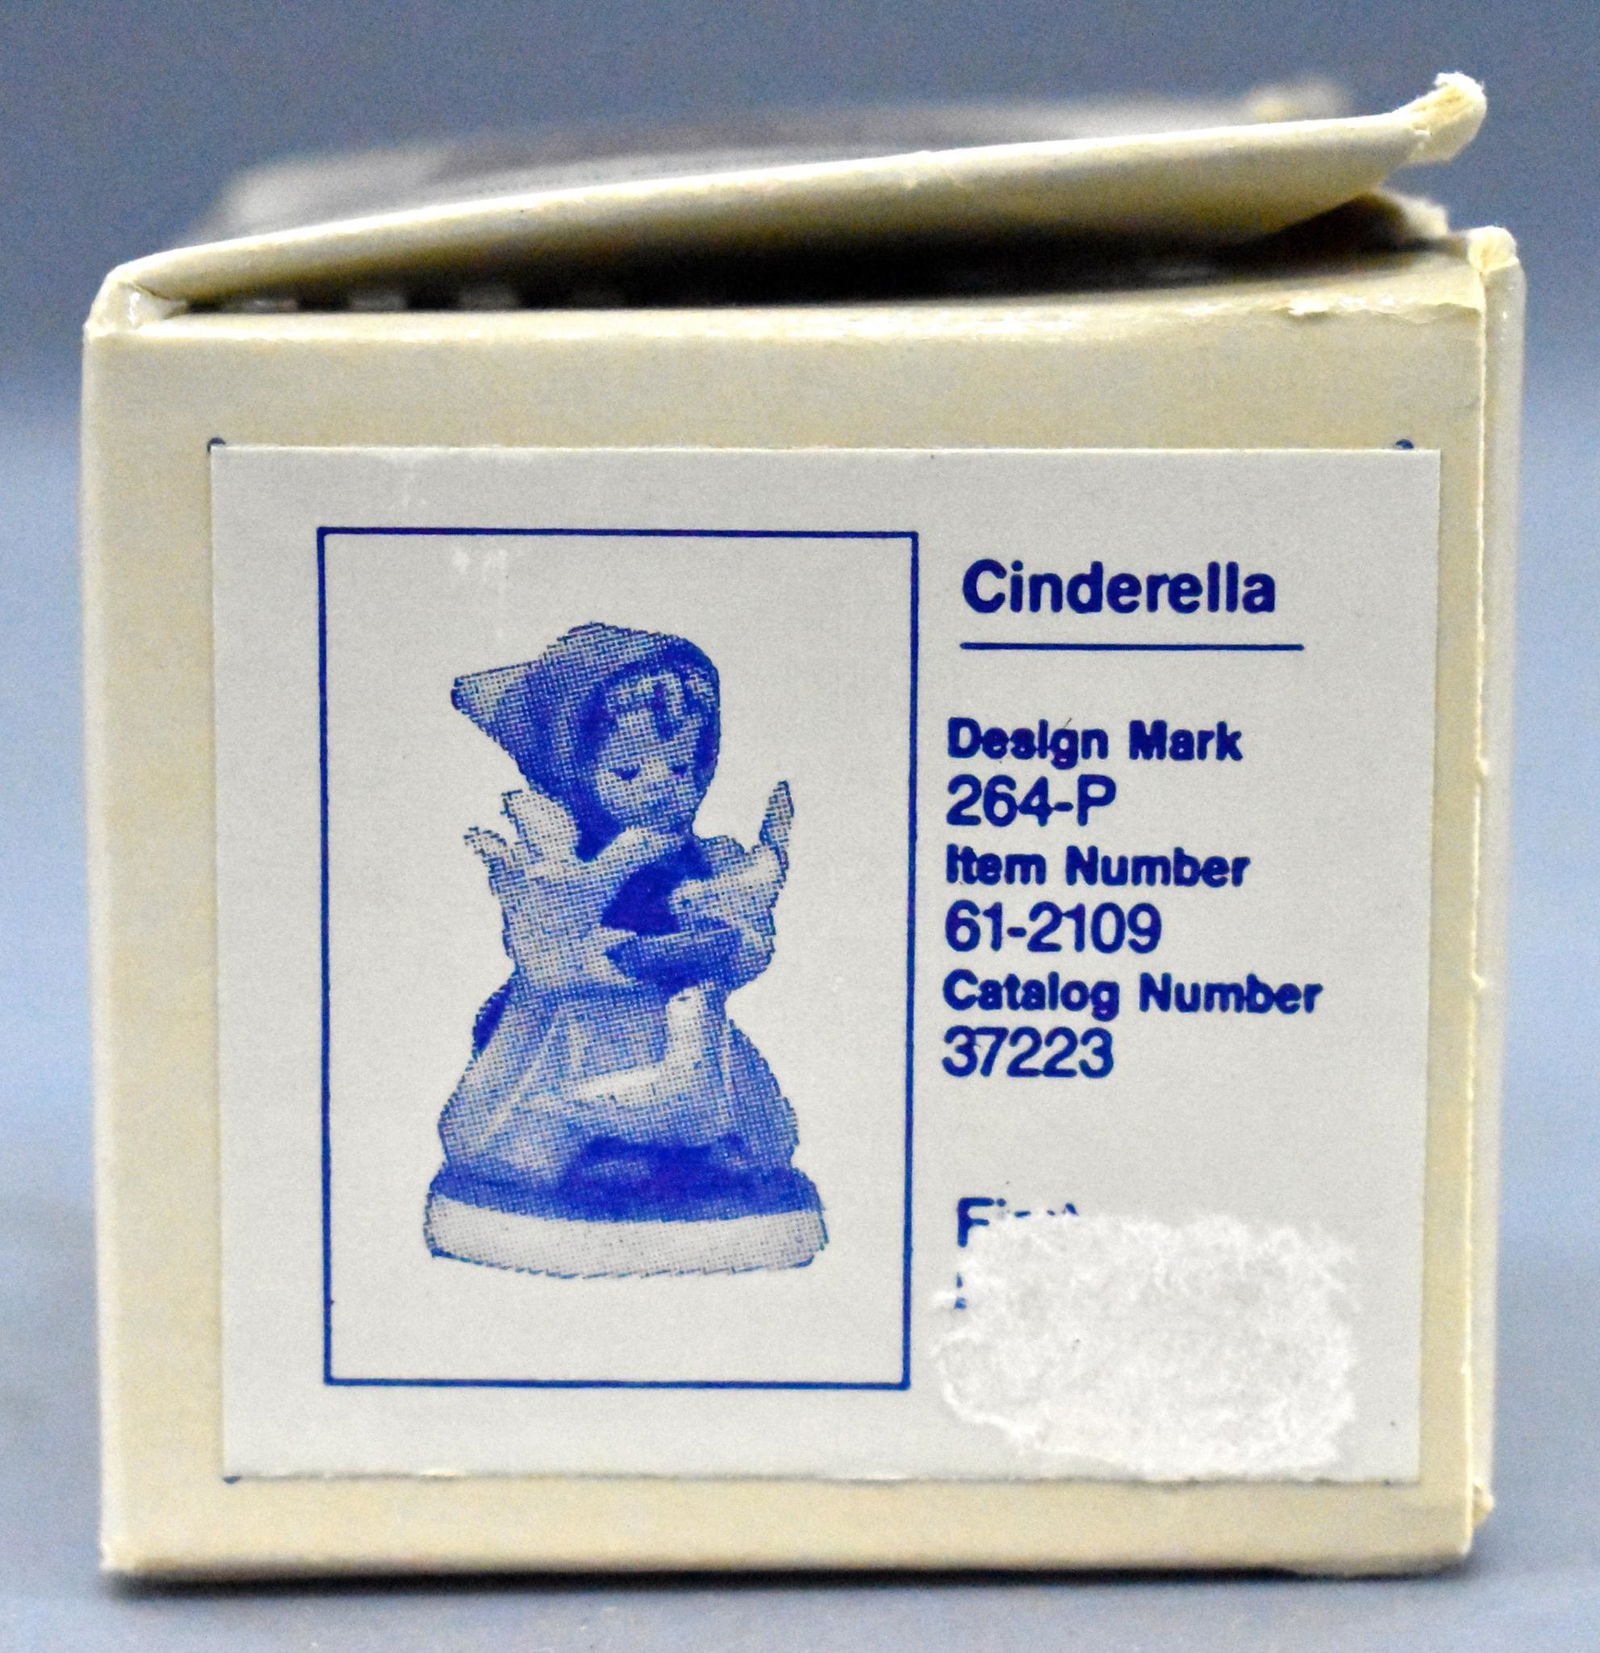 Cinderella
Design Mark
264-P
Item Number
61-2109
Catalog Number
37223